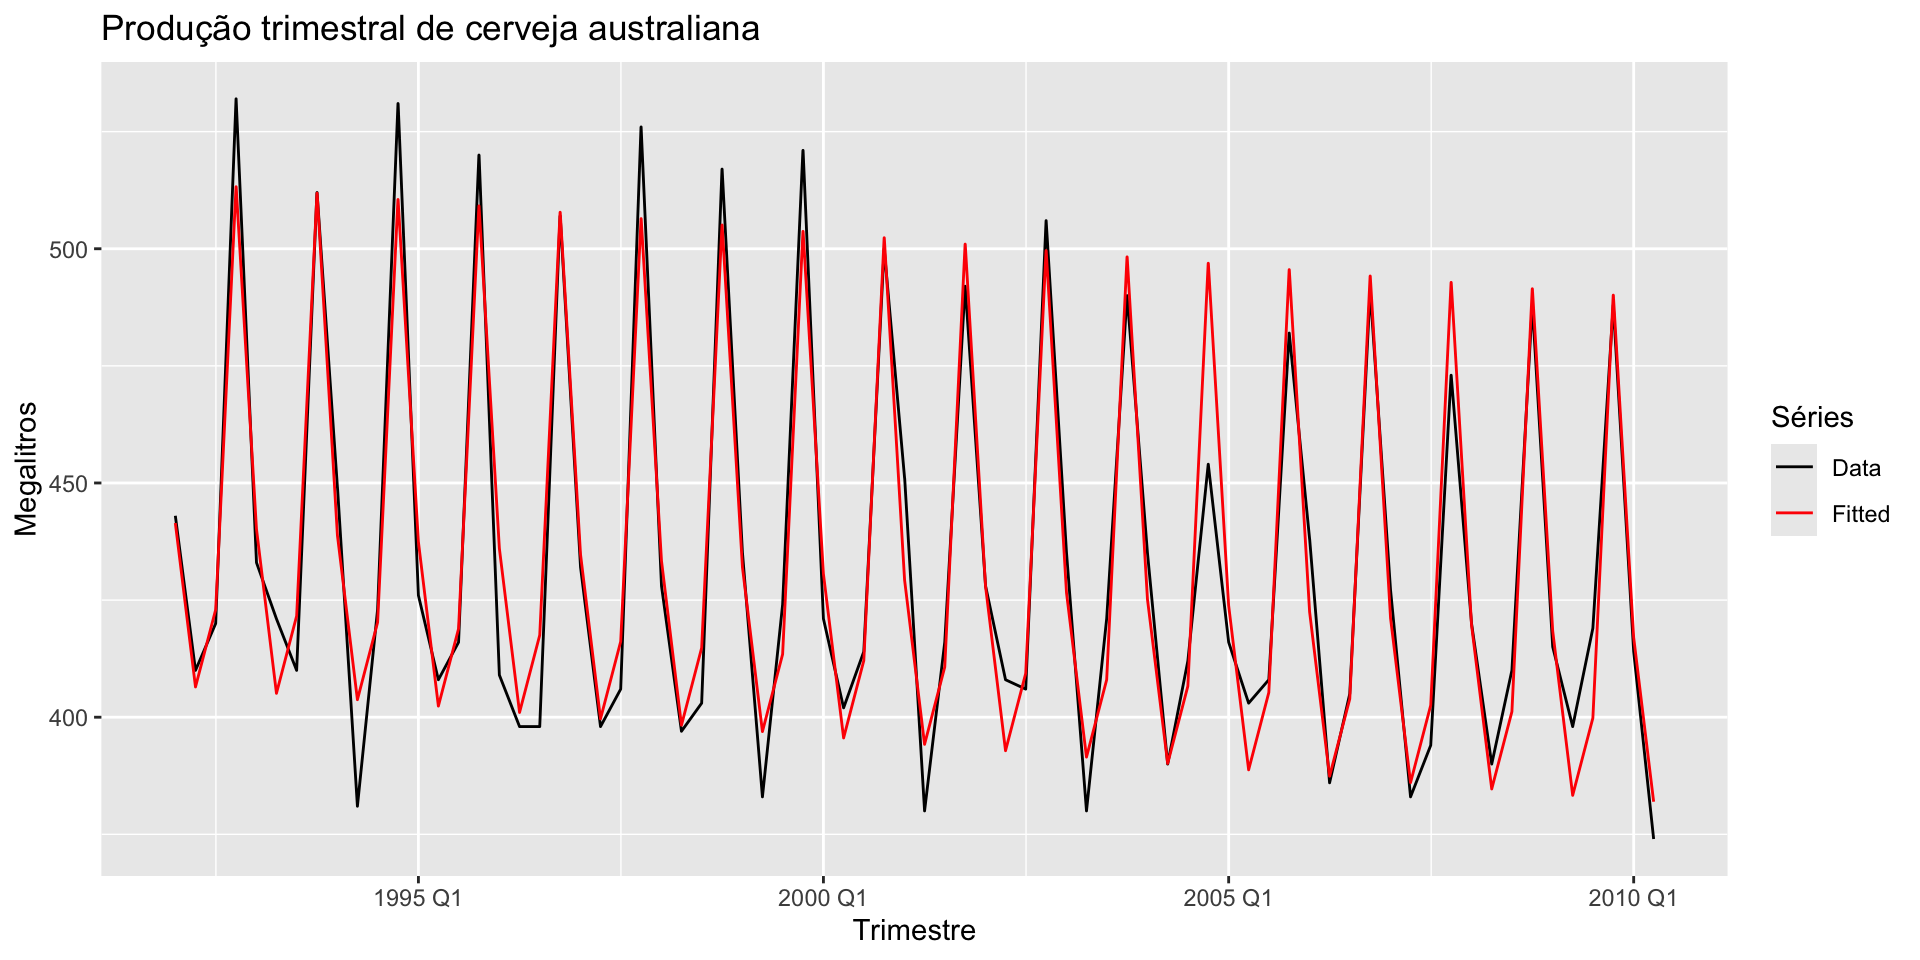 Produção trimestral de cerveja australiana
Megalitros
500
450
400
1995 Q1
2000 Q1
2005 Q1
2010 Q1
Trimestre
Séries
Data
Fitted